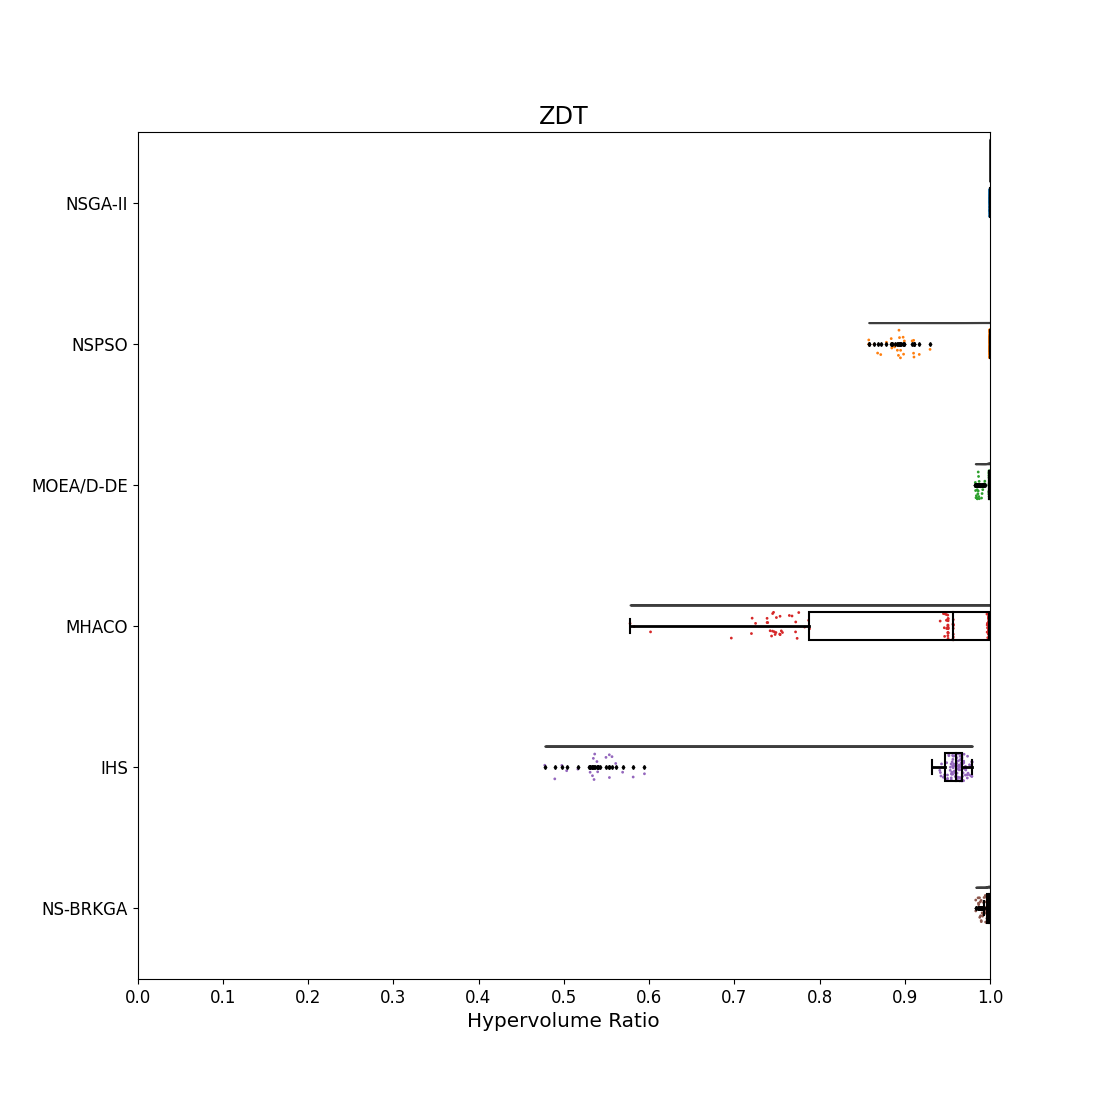 ZDT
NSGA-II
NSPSO
MOEA/D-DE
MHACO
IHS
NS-BRKGA
0.0 0.1 0.2 0.3 0.4 0.5 0.6 0.7 0.8 0.9 1.0
Hypervolume Ratio